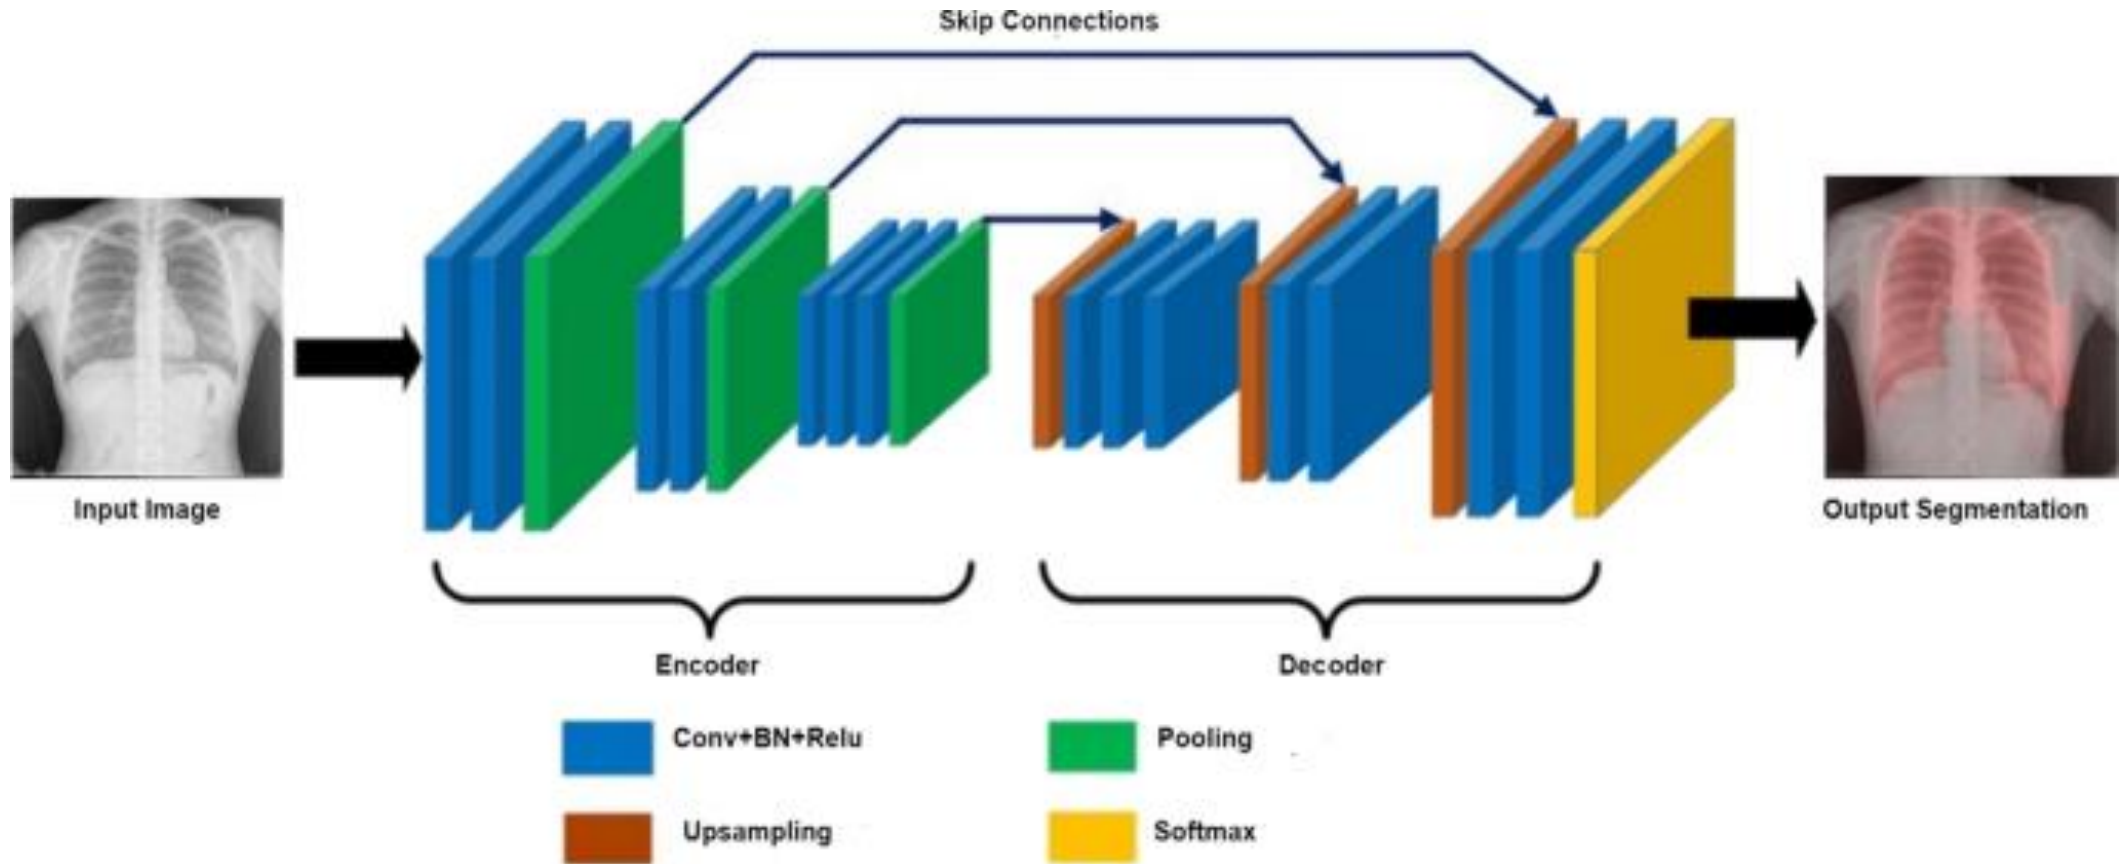 Skip Connections
Input Image
Output Segmentation
Encoder
Decoder
Conv+BN+Relu
Pooling
Upsampling
Softmax